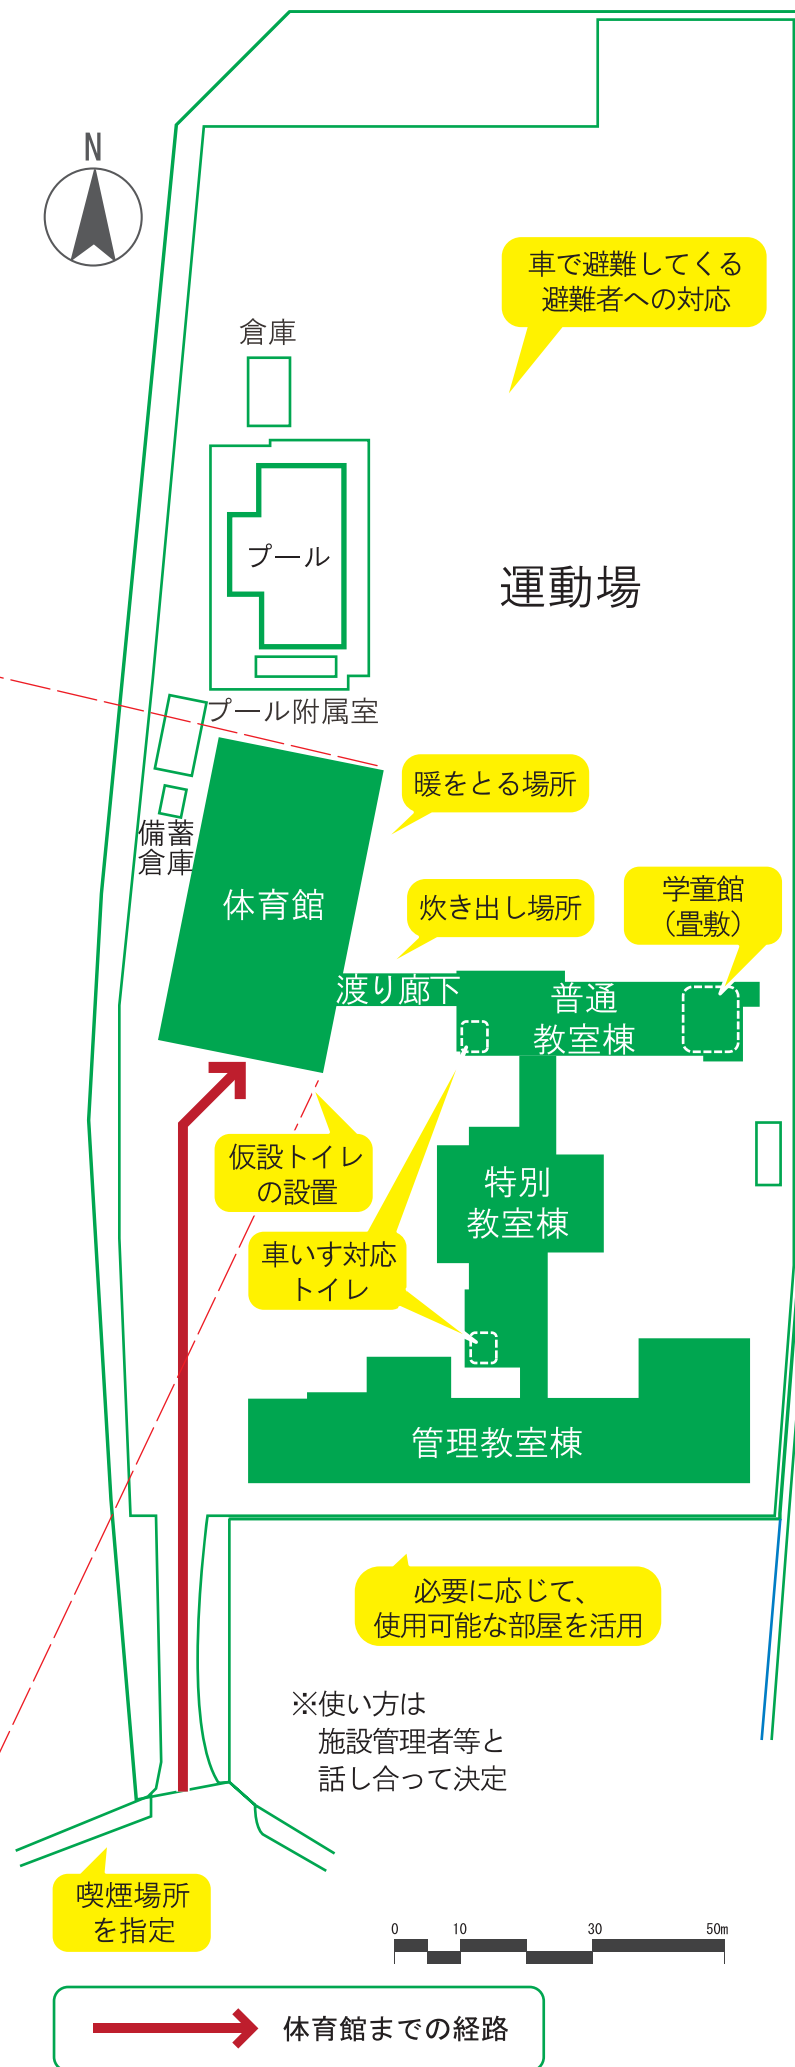 N
車で避難してくる
避難者への対応
倉庫
プール
運動場
プール附属室
暖をとる場所
備蓄
倉庫
体育館
炊き出し場所
学童館
（畳敷）
渡り廊下
普通
教室棟
仮設トイレ
の設置
特別
教室棟
車いす対応
トイレ
管理教室棟
必要に応じて、
使用可能な部屋を活用
※使い方は
施設管理者等と
話し合って決定
喫煙場所
を指定
0 10 30 50m
体育館までの経路